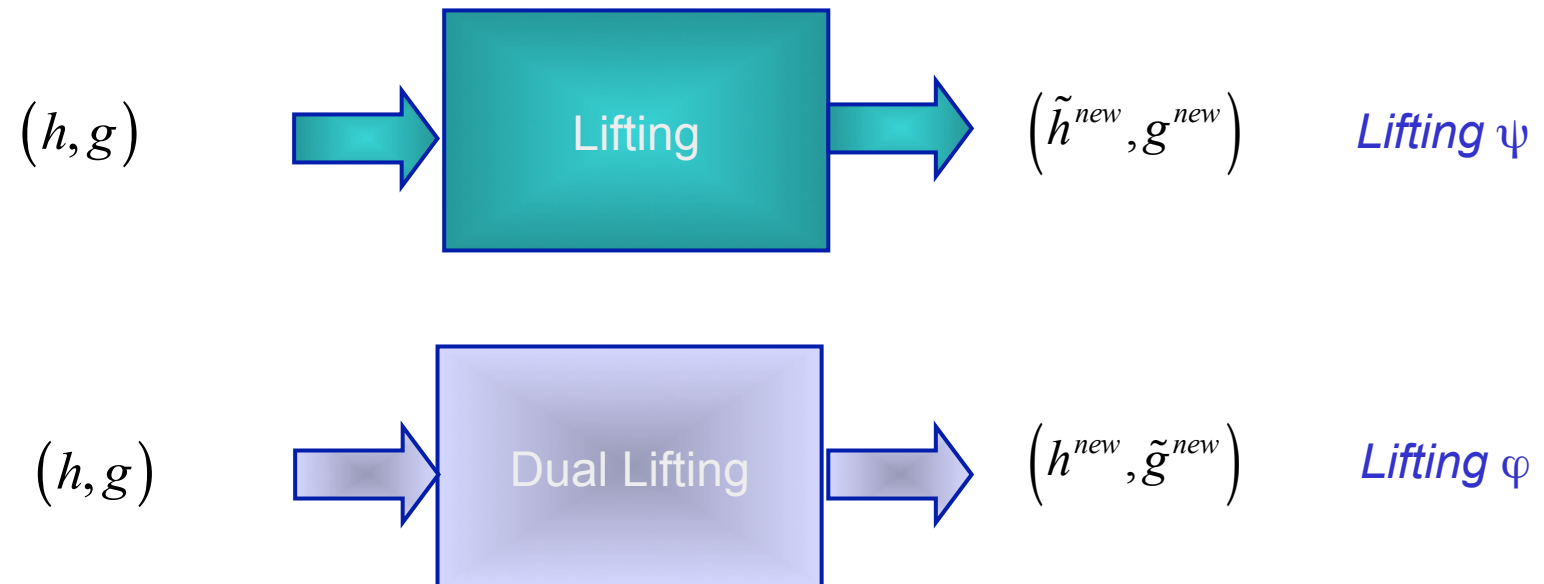 (h,g) Lifting (h̃^new, g^new) Lifting ψ
(h,g) Dual Lifting (h^new, g̃^new) Lifting φ